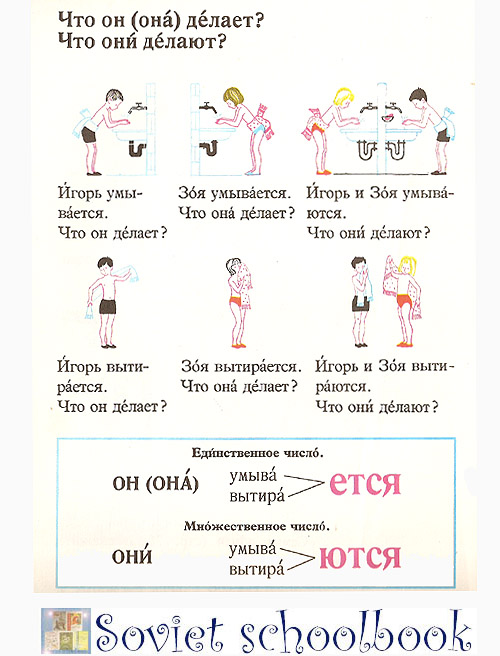 Что он (она́) де́лает?
Что они́ де́лают?
И́горь умы-
ва́ется.
Что он де́лает?
Зо́я умыва́ется.
Что она́ де́лает?
И́горь и Зо́я умыва́-
ются.
Что они́ де́лают?
И́горь выти-
ра́ется.
Что он де́лает?
Зо́я вытира́ется.
Что она́ де́лает?
И́горь и Зо́я выти-
ра́ются.
Что они́ де́лают?
Еди́нственное число́.
ОН (ОНА́) умыва́ ется
вытира́
Мно́жественное число́.
ОНИ́ умыва́ ются
вытира́
Soviet schoolbook